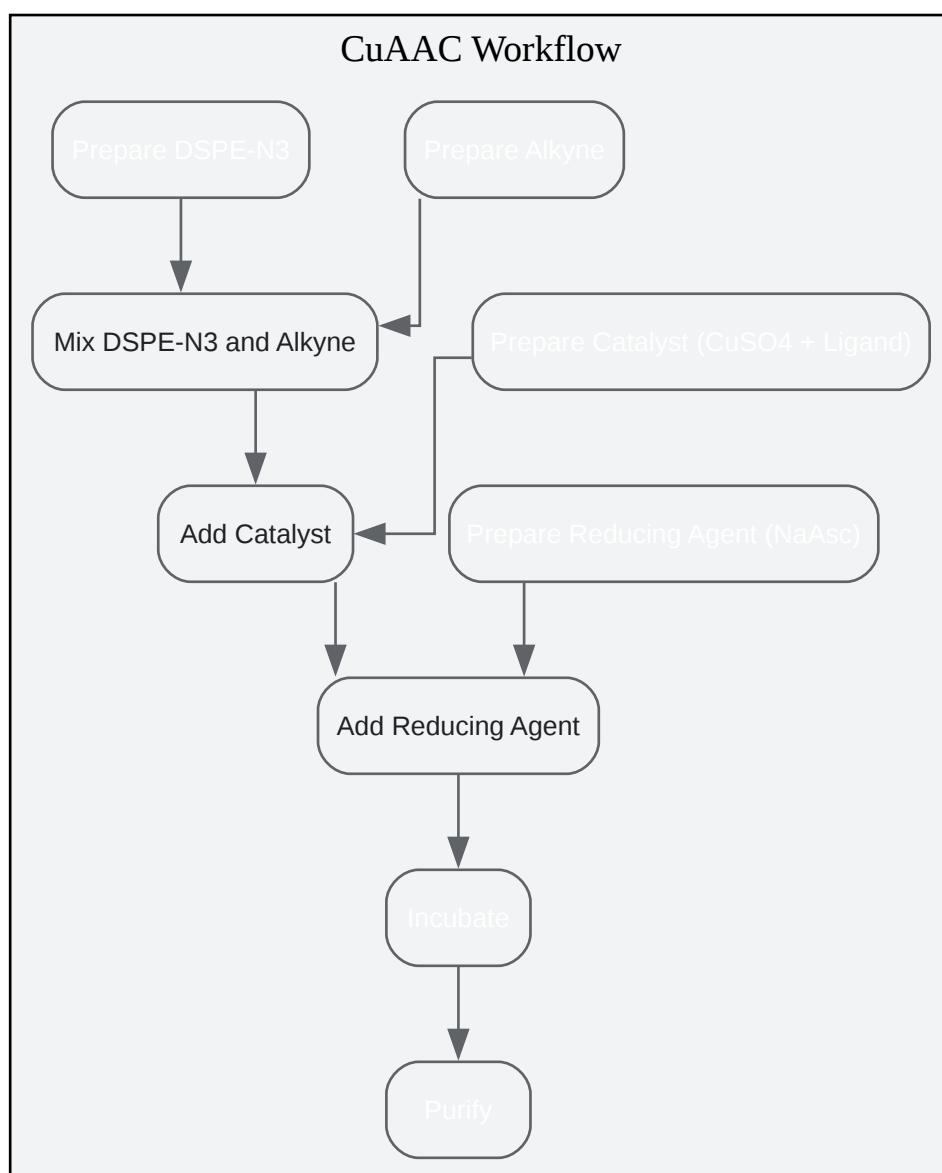 CuAAC Workflow
Prepare DSPE-N3
Prepare Alkyne
Mix DSPE-N3 and Alkyne
Prepare Catalyst (CuSO4 + Ligand)
Add Catalyst
Prepare Reducing Agent (NaAsc)
Add Reducing Agent
Incubate
Purify